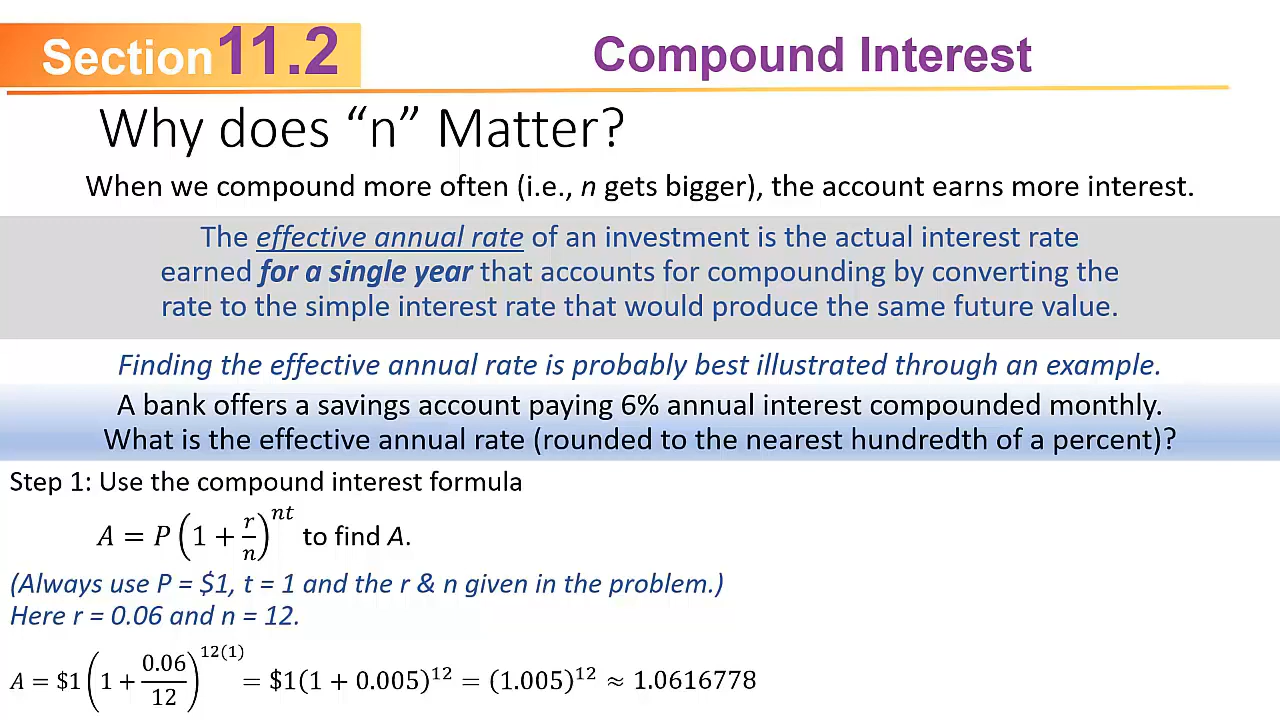 Section 11.2
Compound Interest
Why does “n” Matter?
When we compound more often (i.e., n gets bigger), the account earns more interest.
The effective annual rate of an investment is the actual interest rate
earned for a single year that accounts for compounding by converting the
rate to the simple interest rate that would produce the same future value.
Finding the effective annual rate is probably best illustrated through an example.
A bank offers a savings account paying 6% annual interest compounded monthly.
What is the effective annual rate (rounded to the nearest hundredth of a percent)?
Step 1: Use the compound interest formula
A = P(1 + r/n)^nt to find A.
(Always use P = $1, t = 1 and the r & n given in the problem.)
Here r = 0.06 and n = 12.
A = $1(1 + 0.06/12)^12(1) = $1(1 + 0.005)^12 = (1.005)^12 ≈ 1.0616778